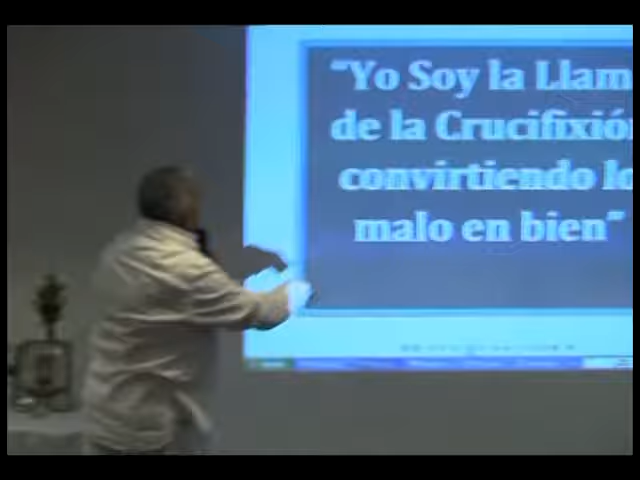 “Yo Soy la Llam
de la Crucifixió
convirtiendo lo
malo en bien”